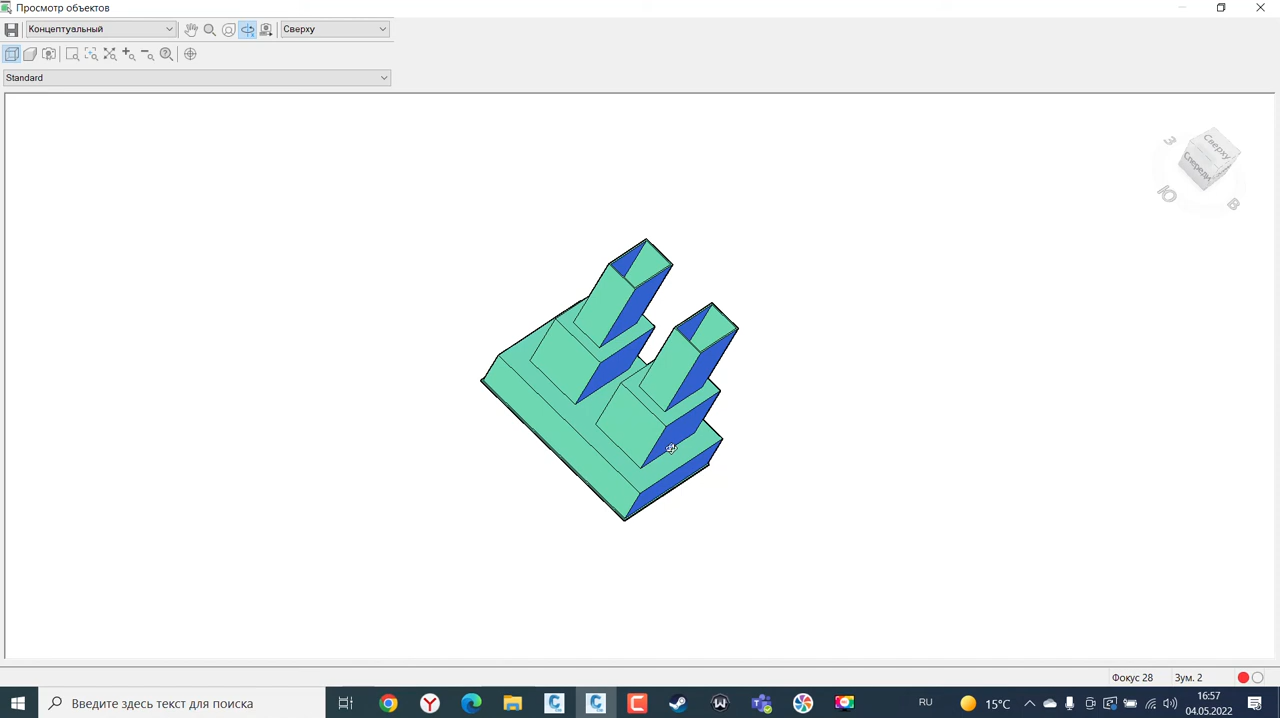 Просмотр объектов
Концептуальный
Сверху
Standard
Сверху
Спереди
З
Ю
В
Фокус 28
Зум. 2
Введите здесь текст для поиска
RU
15°C
16:57
04.05.2022